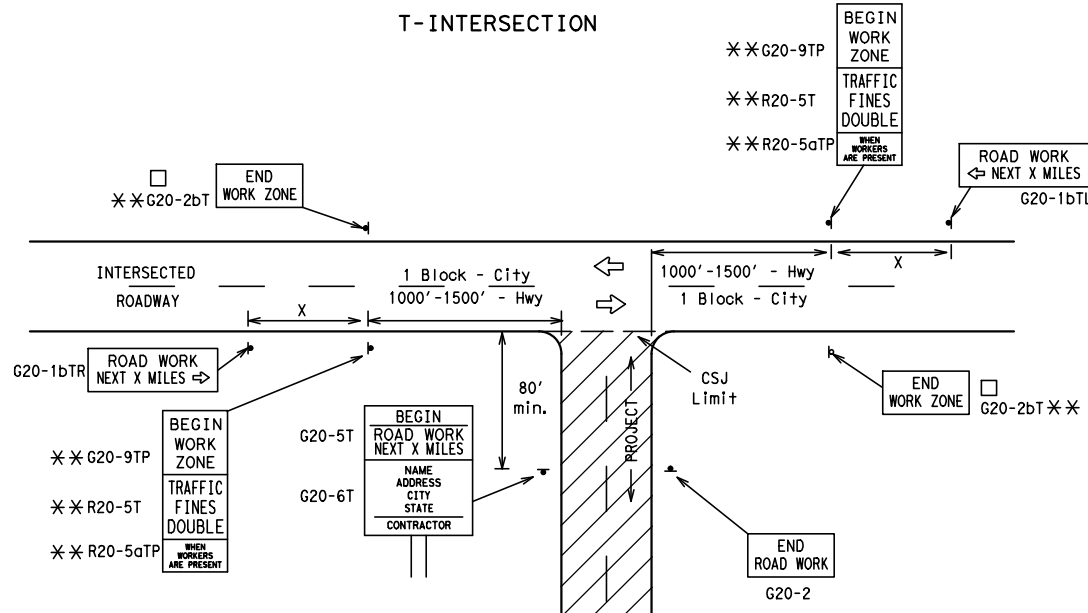 T-INTERSECTION
BEGIN
WORK
ZONE
✳✳G20-9TP
TRAFFIC
FINES
DOUBLE
✳✳R20-5T
WHEN
WORKERS
ARE PRESENT
✳✳R20-5aTP
ROAD WORK
⇦ NEXT X MILES
G20-1bTL
□
✳✳G20-2bT
END
WORK ZONE
INTERSECTED
ROADWAY
1 Block - City
1000'-1500' - Hwy
X
1000'-1500' - Hwy
1 Block - City
X
G20-1bTR
ROAD WORK
NEXT X MILES ⇨
80'
min.
CSJ
Limit
PROJECT
END
WORK ZONE
□
G20-2bT ✳✳
BEGIN
WORK
ZONE
✳✳G20-9TP
TRAFFIC
FINES
DOUBLE
✳✳R20-5T
WHEN
WORKERS
ARE PRESENT
✳✳R20-5aTP
G20-5T
BEGIN
ROAD WORK
NEXT X MILES
G20-6T
NAME
ADDRESS
CITY
STATE
CONTRACTOR
END
ROAD WORK
G20-2